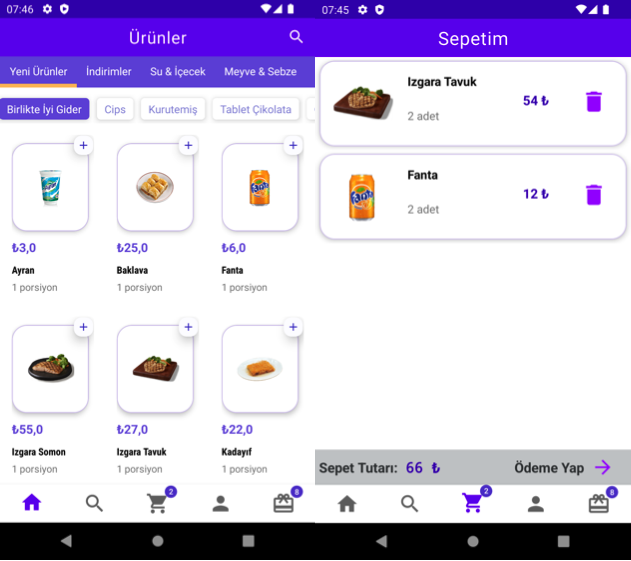 07:46
Ürünler
Yeni Ürünler İndirimler Su & İçecek Meyve & Sebze
Birlikte İyi Gider Cips Kurutemiş Tablet Çikolata
+ + +
₺3,0 ₺25,0 ₺6,0
Ayran Baklava Fanta
1 porsiyon 1 porsiyon 1 porsiyon
+ + +
₺55,0 ₺27,0 ₺22,0
Izgara Somon Izgara Tavuk Kadayıf
1 porsiyon 1 porsiyon 1 porsiyon
2 8
07:45
Sepetim
Izgara Tavuk
54 ₺
2 adet
Fanta
Fanta
12 ₺
2 adet
Sepet Tutarı: 66 ₺ Ödeme Yap
2 8